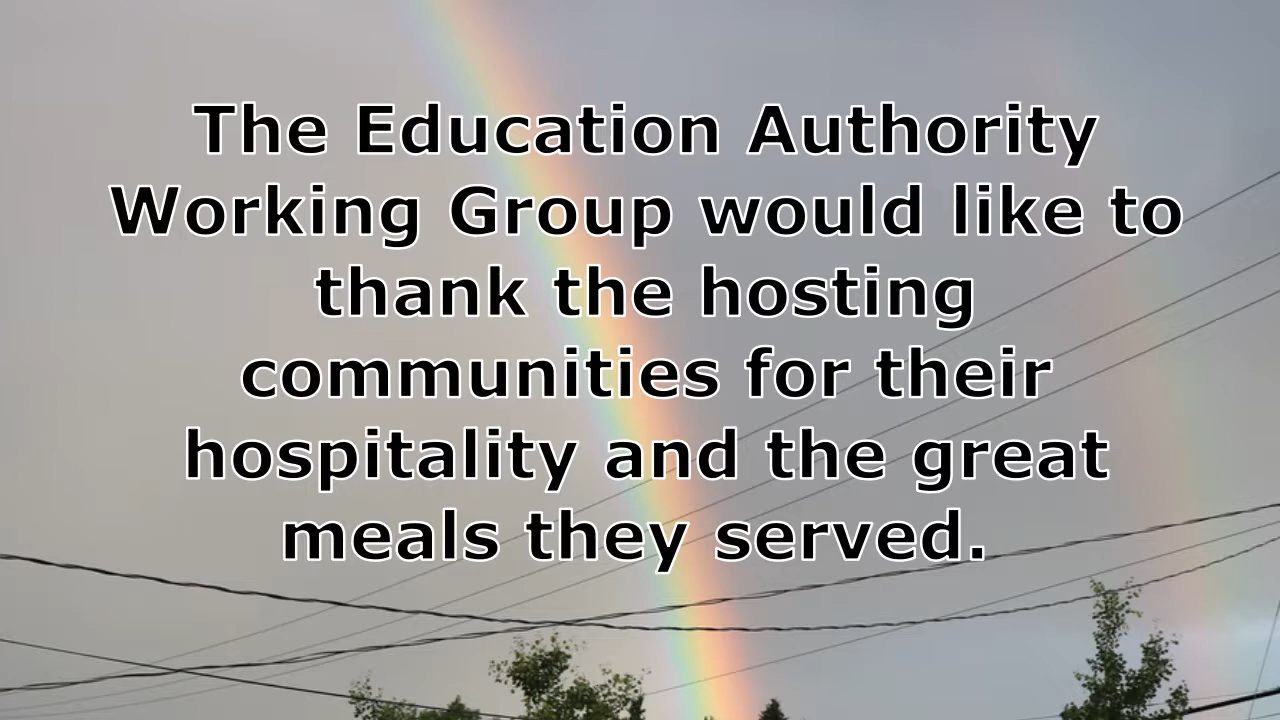 The Education Authority
Working Group would like to
thank the hosting
communities for their
hospitality and the great
meals they served.